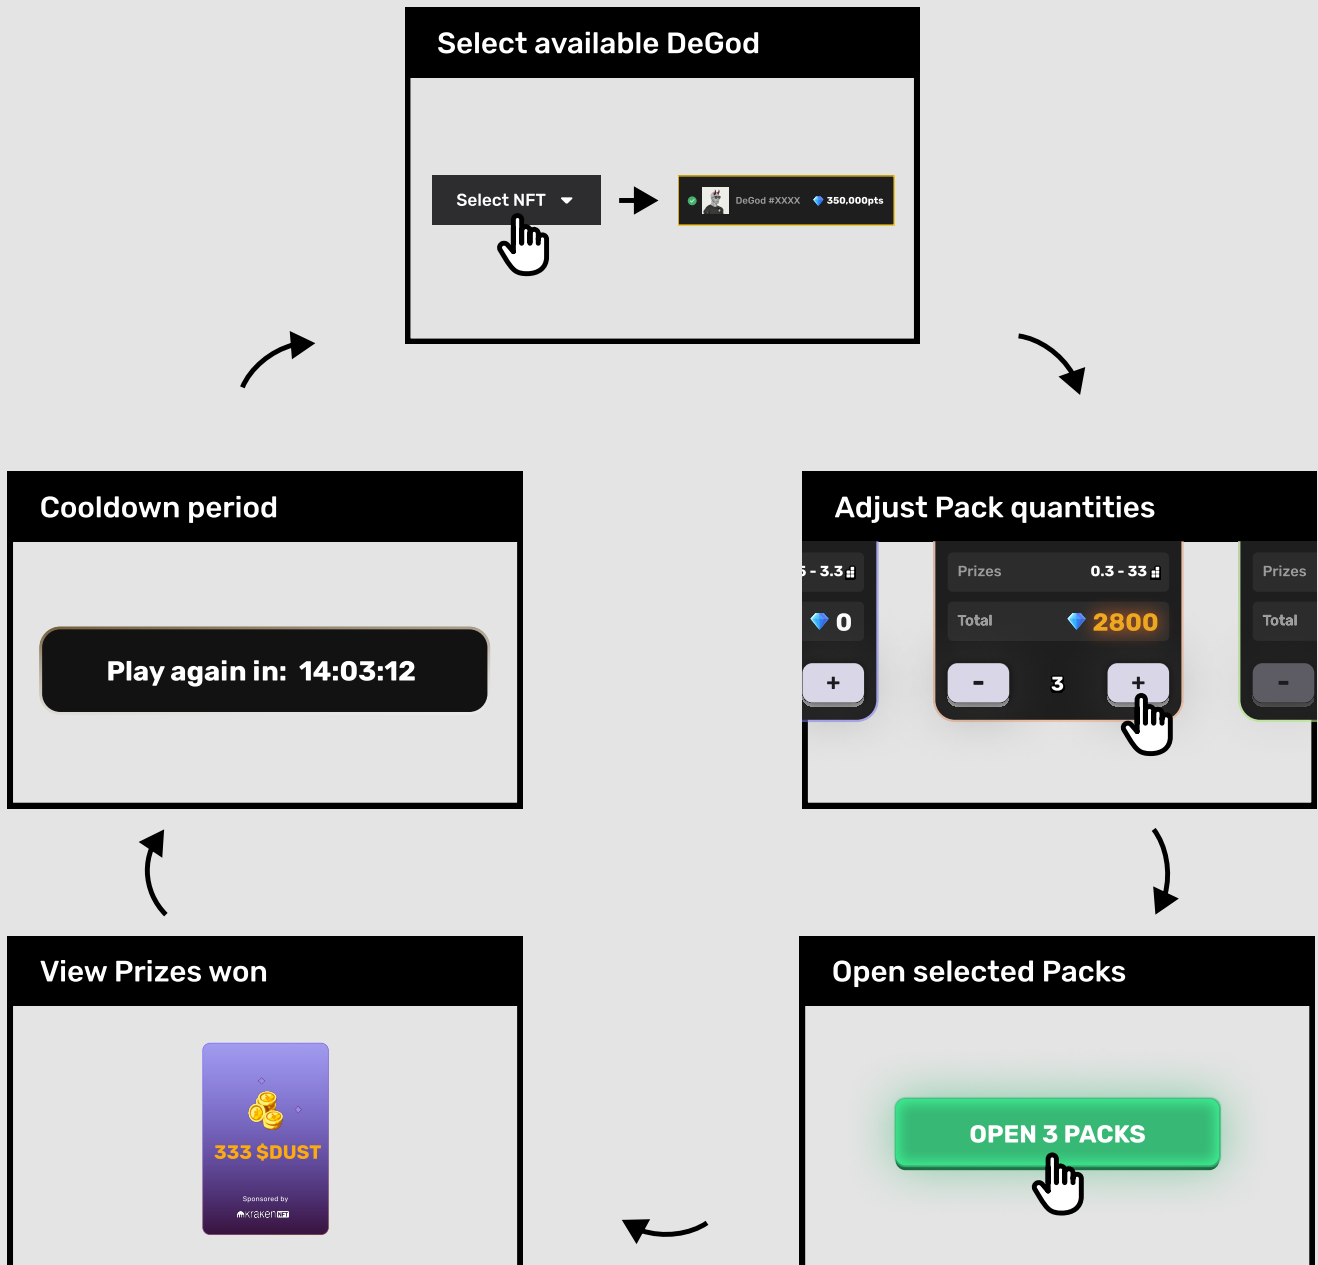 Select available DeGod
Select NFT
DeGod #XXXX 350,000pts
Cooldown period
Play again in: 14:03:12
Adjust Pack quantities
- 3.3
0
+
Prizes 0.3 - 33
Total 2800
- 3 +
Prizes
Total
-
View Prizes won
333 $DUST
Sponsored by
kraken NFT
Open selected Packs
OPEN 3 PACKS